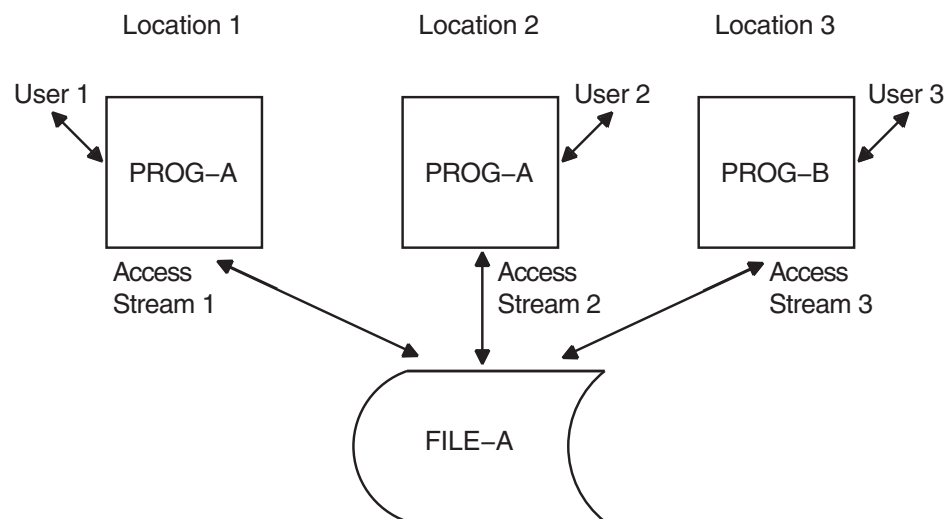 Location 1
Location 2
Location 3
User 1
User 2
User 3
PROG–A
PROG–A
PROG–B
Access
Stream 1
Access
Stream 2
Access
Stream 3
FILE–A